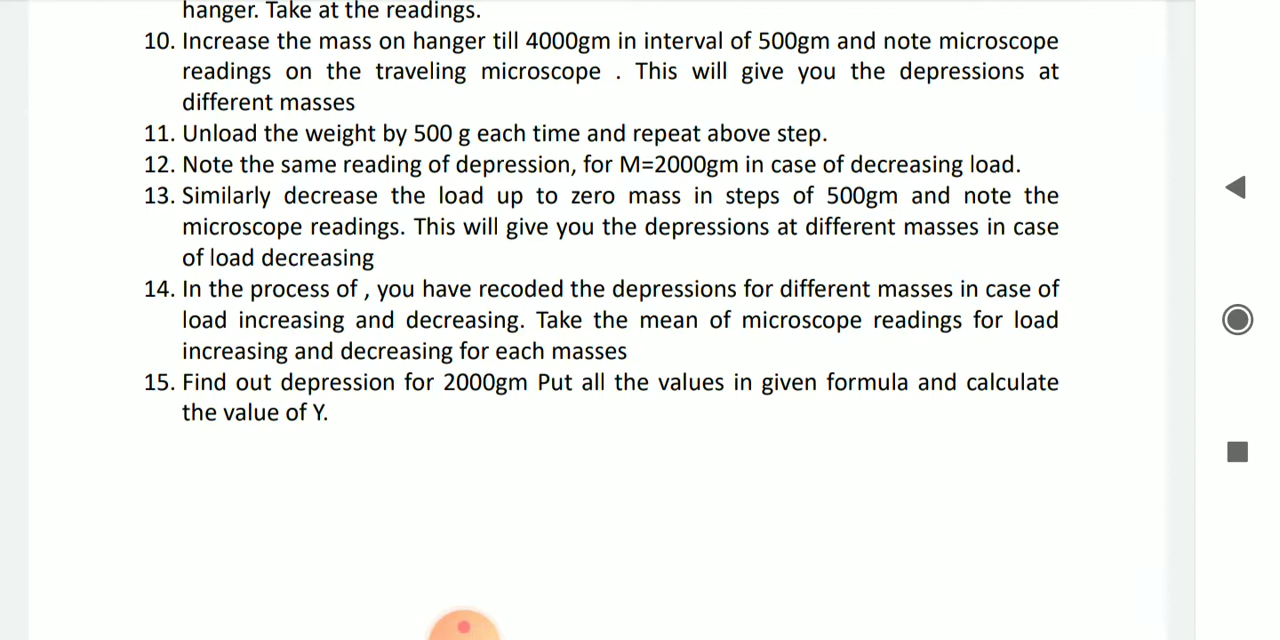 hanger. Take at the readings.
10. Increase the mass on hanger till 4000gm in interval of 500gm and note microscope
readings on the traveling microscope . This will give you the depressions at
different masses
11. Unload the weight by 500 g each time and repeat above step.
12. Note the same reading of depression, for M=2000gm in case of decreasing load.
13. Similarly decrease the load up to zero mass in steps of 500gm and note the
microscope readings. This will give you the depressions at different masses in case
of load decreasing
14. In the process of , you have recoded the depressions for different masses in case of
load increasing and decreasing. Take the mean of microscope readings for load
increasing and decreasing for each masses
15. Find out depression for 2000gm Put all the values in given formula and calculate
the value of Y.